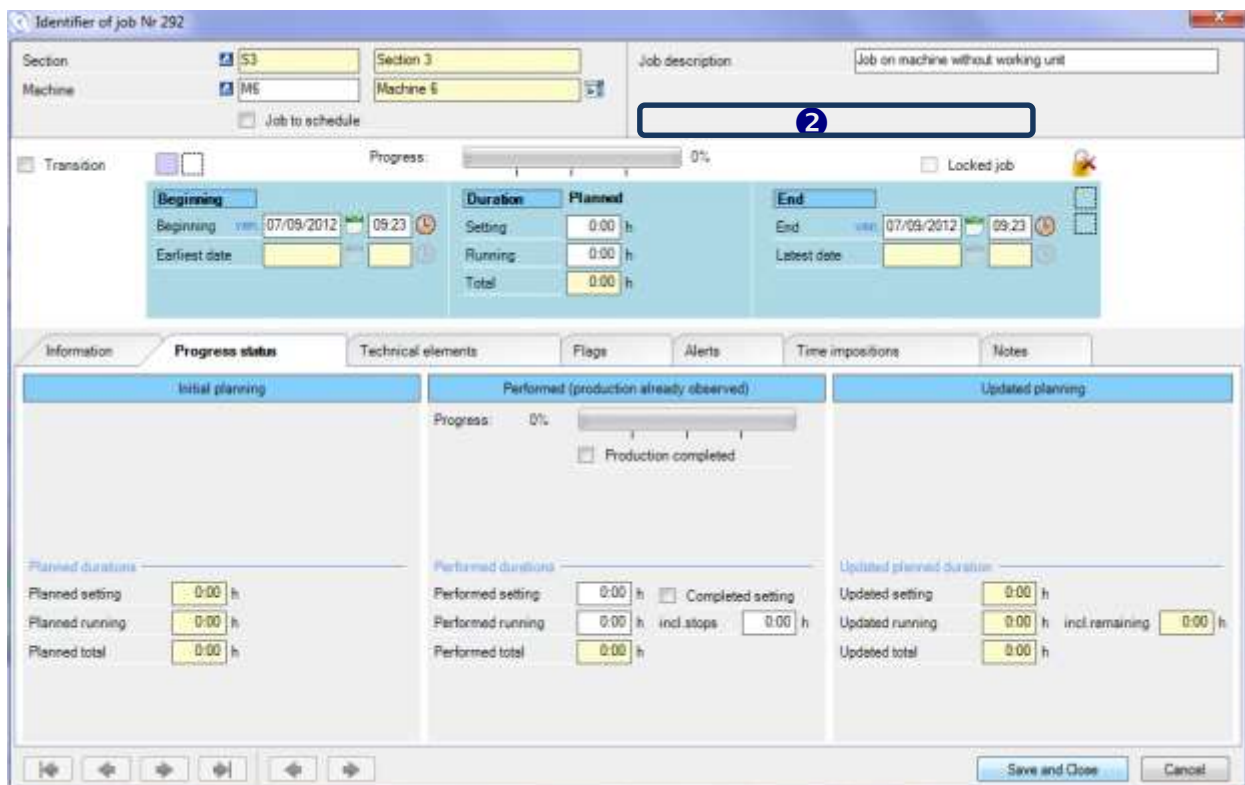 Identifier of job Nr 292
Section S3 Section 3 Job description Job on machine without working unit
Machine M6 Machine 6
Job to schedule
2
Transition Progress: 0% Locked job
Beginning Duration Planned End
Beginning ven. 07/09/2012 09:23 Setting 0:00 h End ven. 07/09/2012 09:23
Earliest date Running 0:00 h Latest date
Total 0:00 h
Information Progress status Technical elements Flags Alerts Time impositions Notes
Initial planning Performed (production already observed) Updated planning
Progress: 0%
Production completed
Planned durations Performed durations Updated planned duration
Planned setting 0:00 h Performed setting 0:00 h Completed setting Updated setting 0:00 h
Planned running 0:00 h Performed running 0:00 h incl.stops 0:00 h Updated running 0:00 h incl.remaining 0:00 h
Planned total 0:00 h Performed total 0:00 h Updated total 0:00 h
Save and Close Cancel